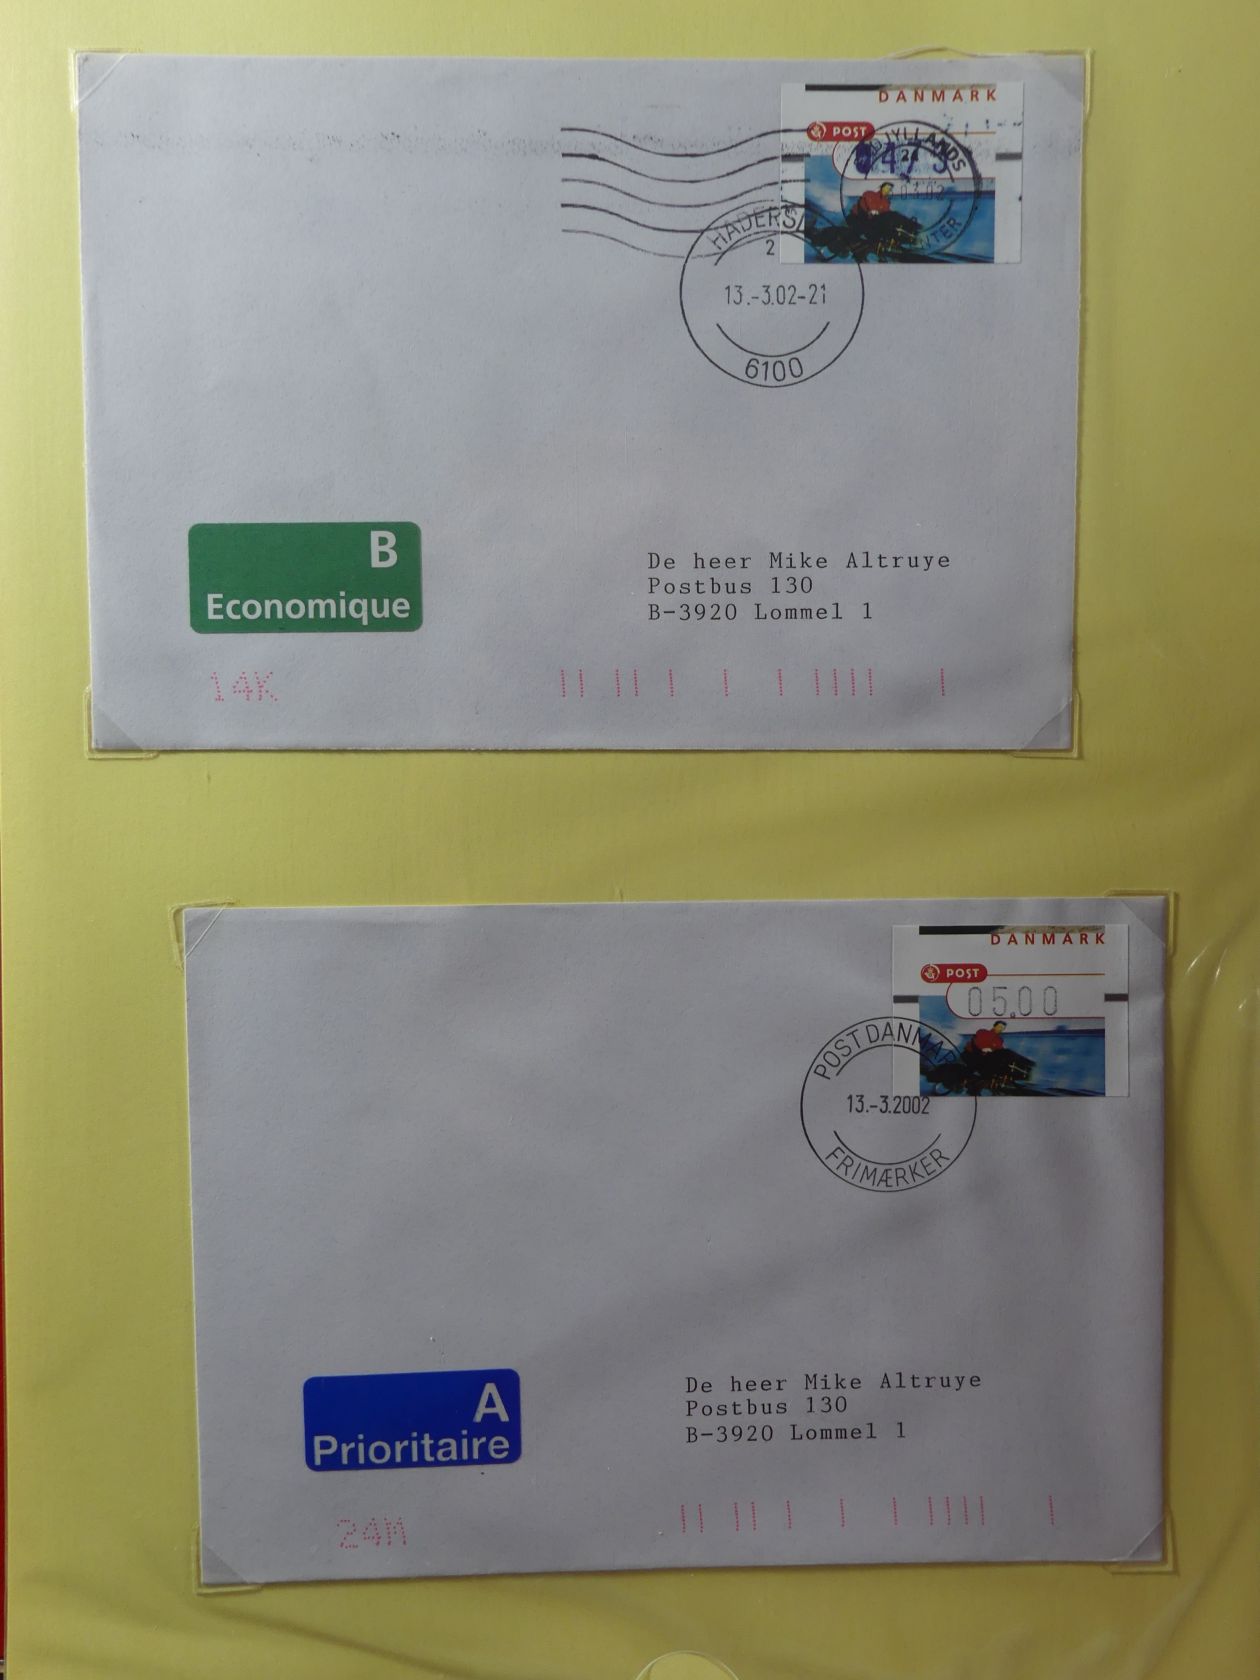 DANMARK
POST
6100
13.-3.02-21
2
B
Economique
De heer Mike Altruye
Postbus 130
B-3920 Lommel 1
14K
DANMARK
POST
05.00
POST DANMARK
13.-3.2002
FRIMÆRKER
A
Prioritaire
De heer Mike Altruye
Postbus 130
B-3920 Lommel 1
24M